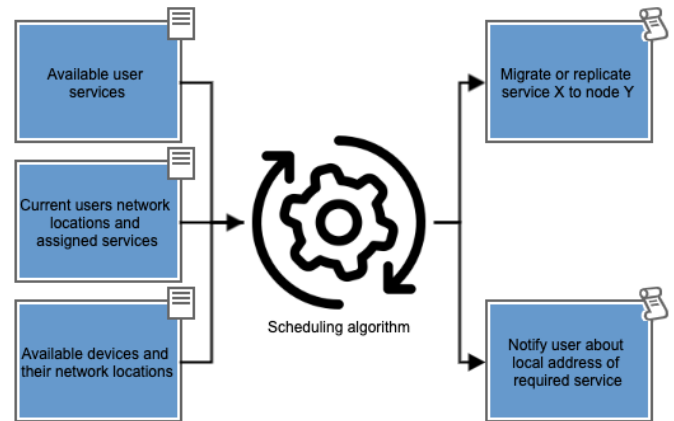 Available user
services
Current users network
locations and
assigned services
Available devices and
their network locations
Scheduling algorithm
Migrate or replicate
service X to node Y
Notify user about
local address of
required service